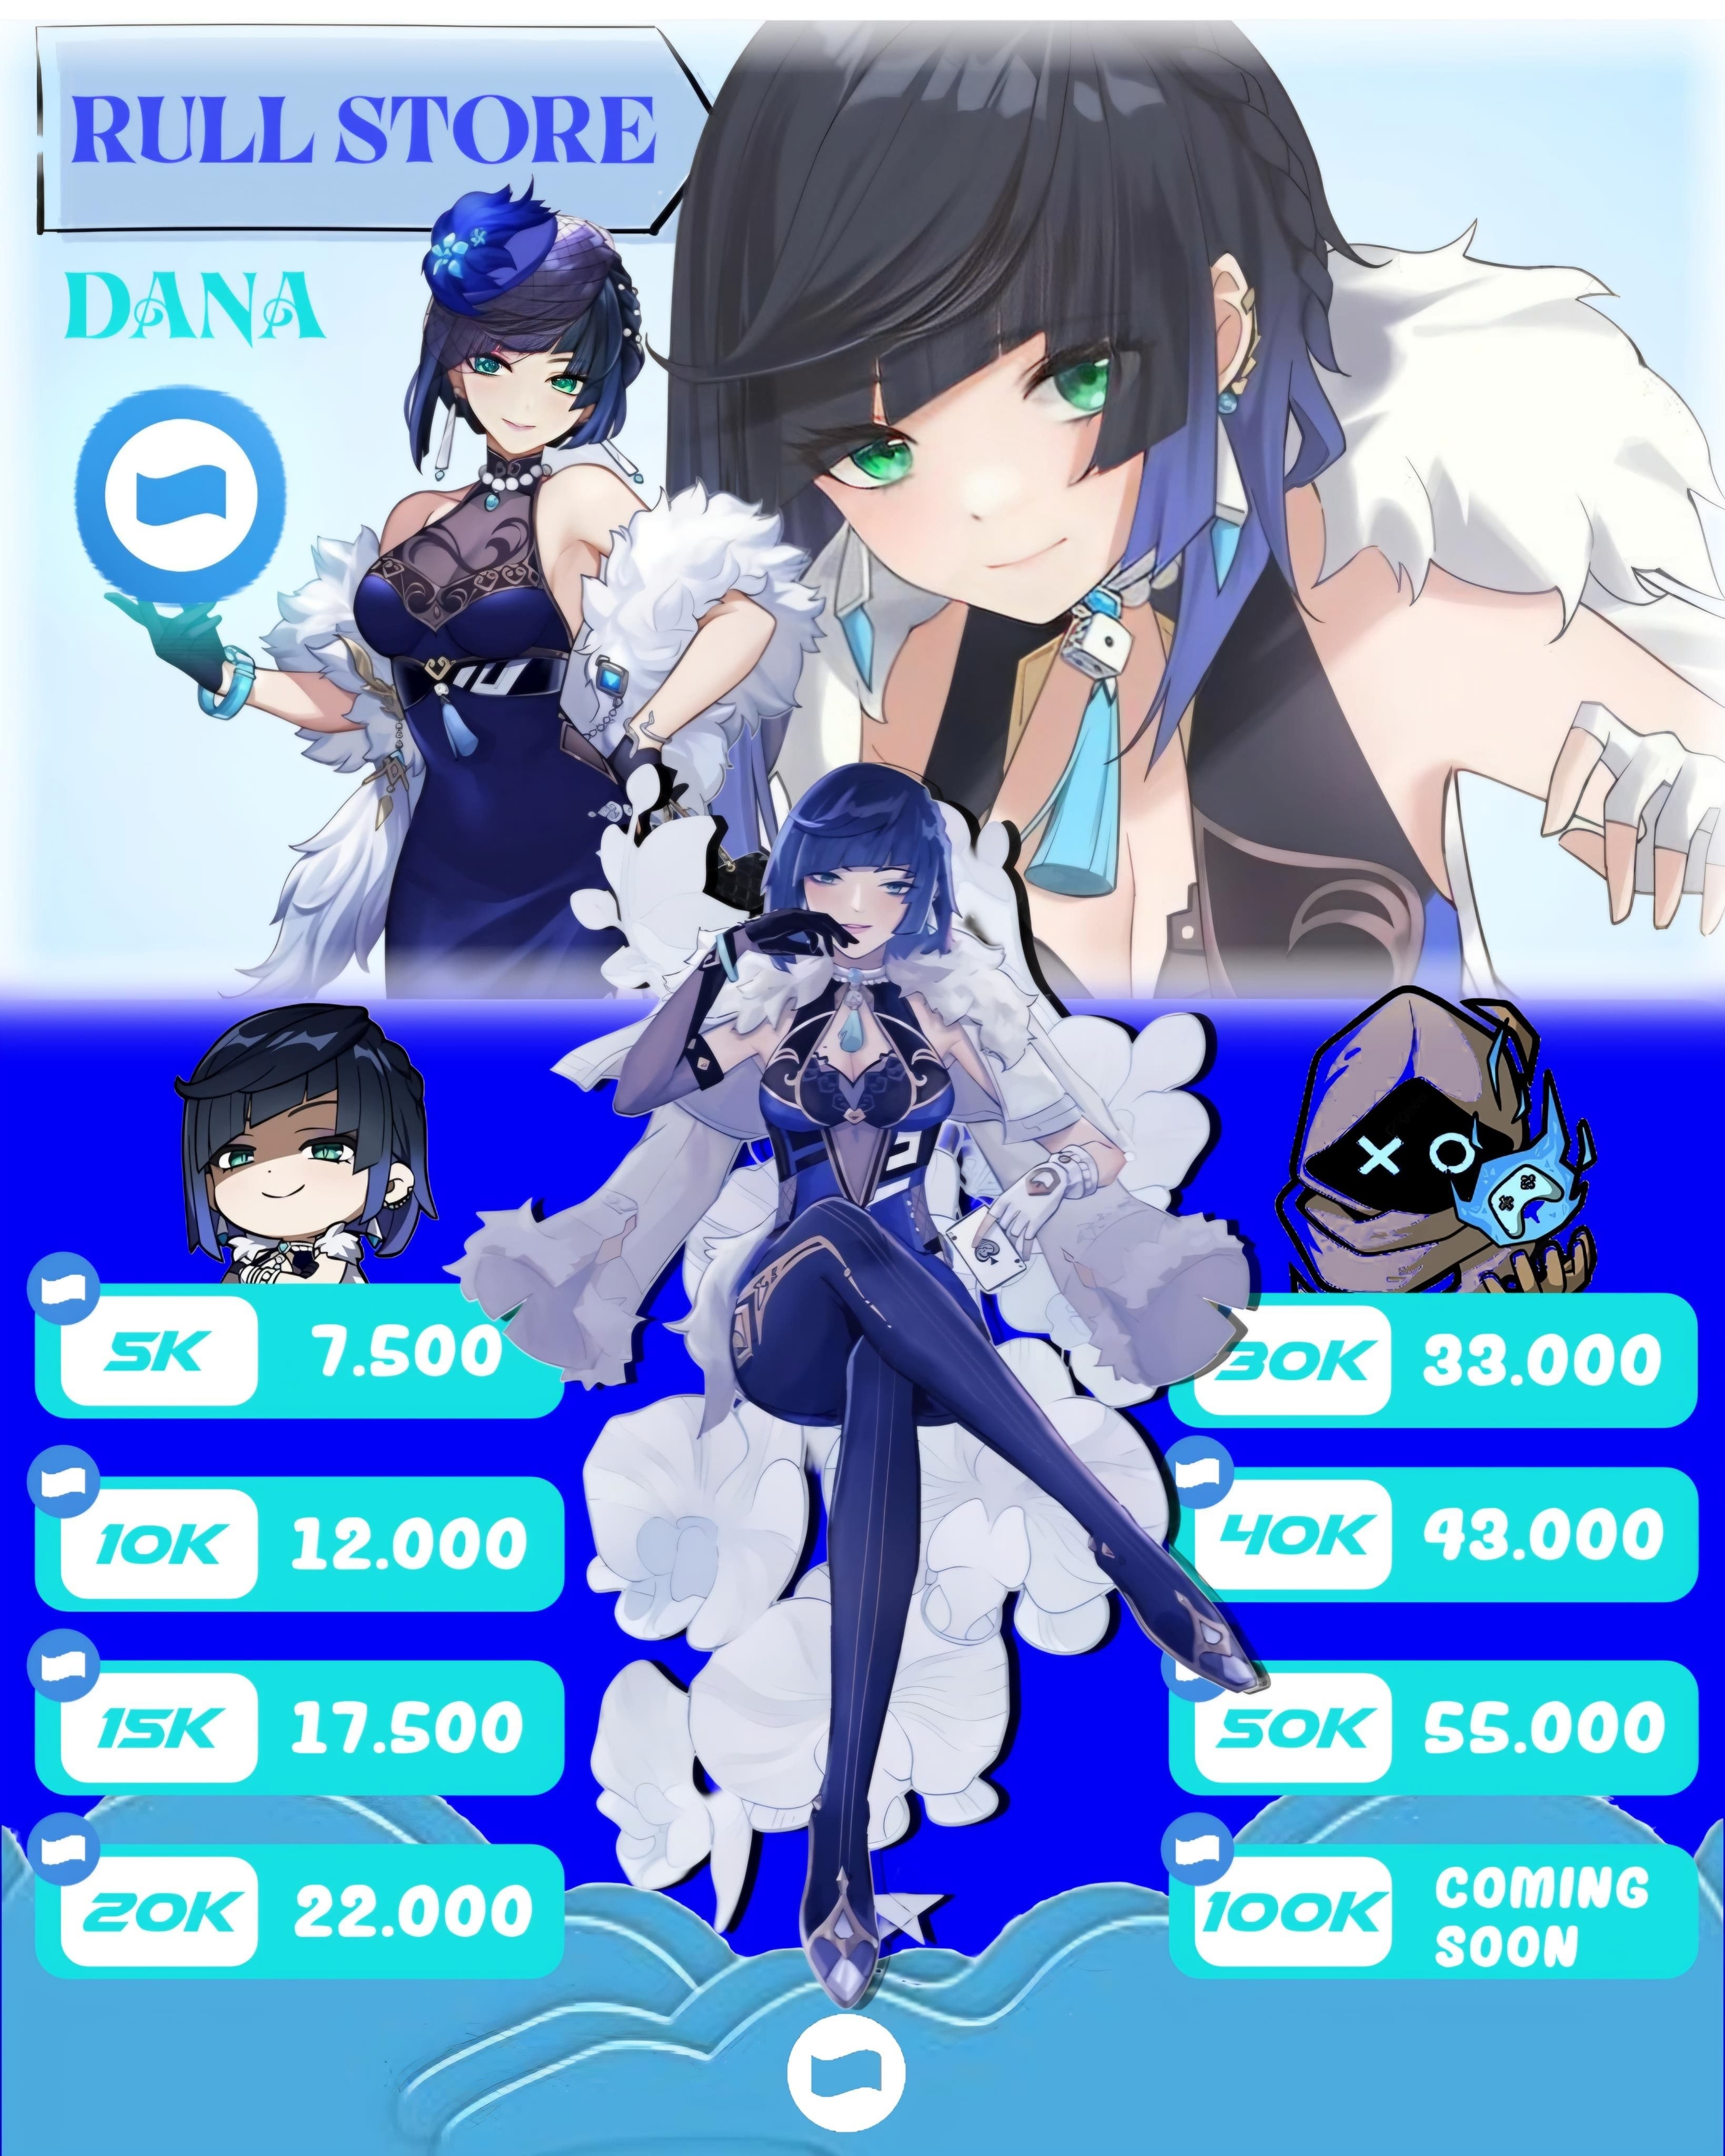 RULL STORE
DANA
5K 7.500
10K 12.000
15K 17.500
20K 22.000
30K 33.000
40K 43.000
50K 55.000
100K COMING
SOON